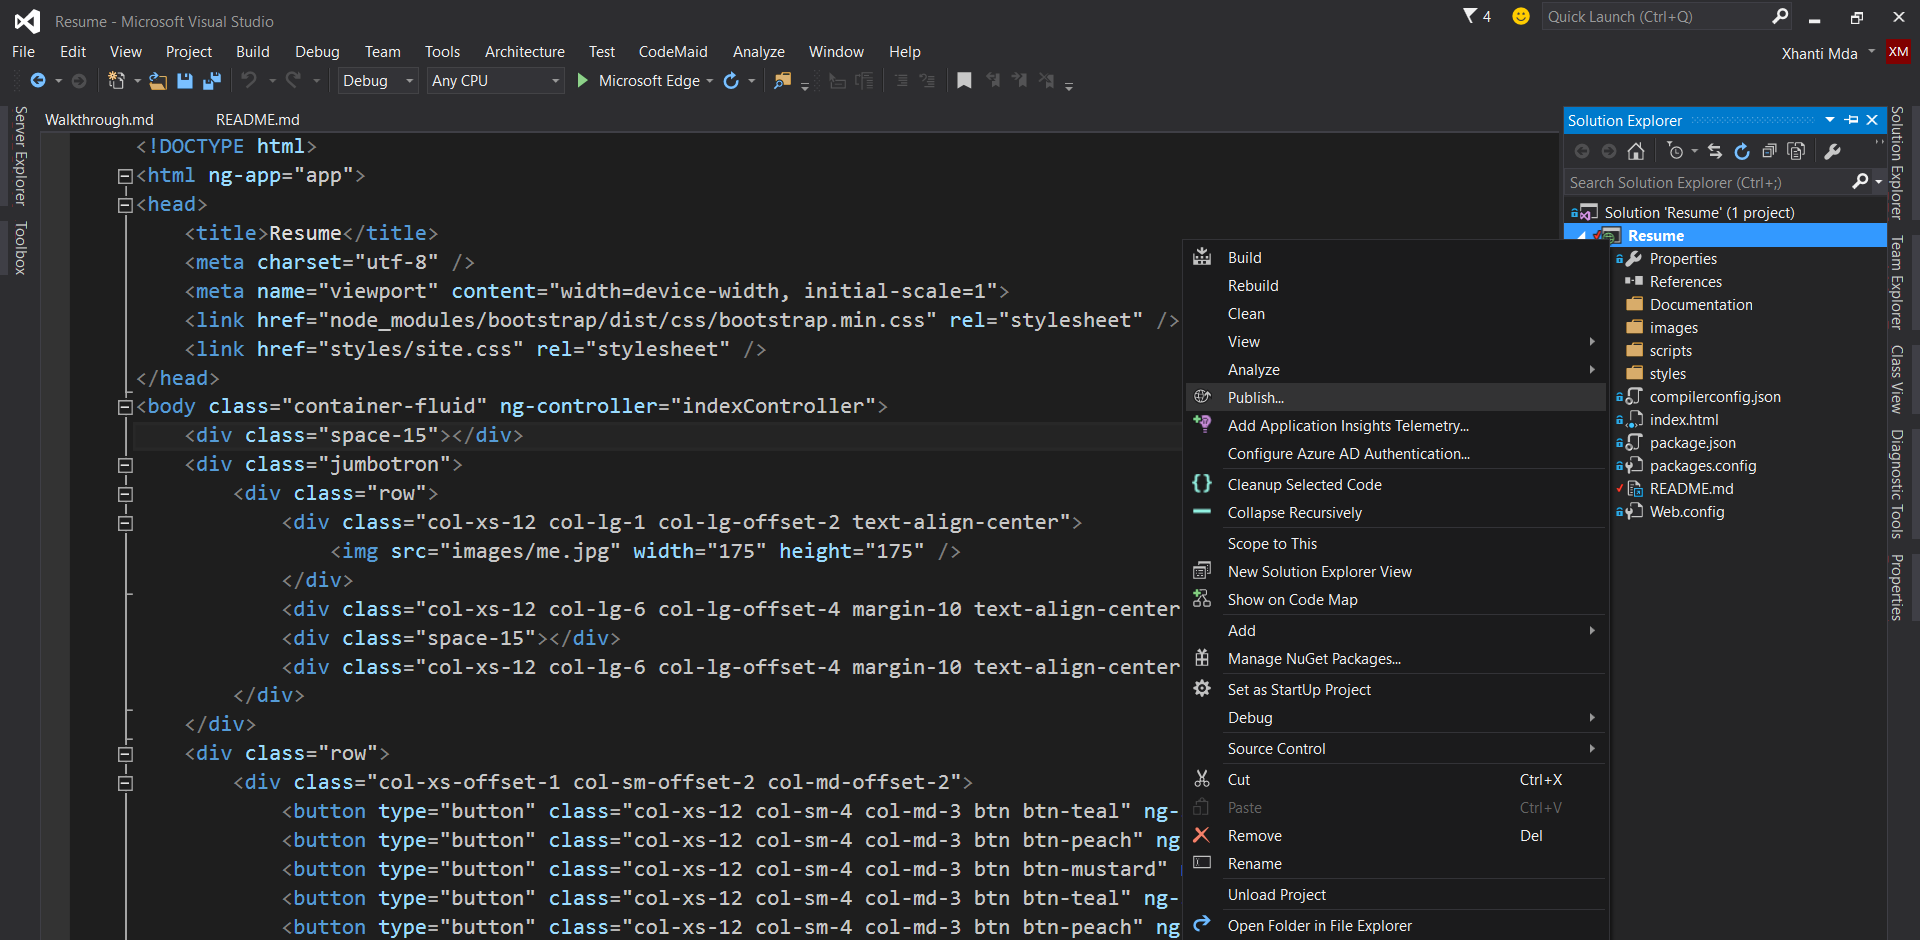 Resume - Microsoft Visual Studio
4
Quick Launch (Ctrl+Q)
File Edit View Project Build Debug Team Tools Architecture Test CodeMaid Analyze Window Help
Xhanti Mda XM
Debug Any CPU Microsoft Edge
Server Explorer
Toolbox
Walkthrough.md README.md
<!DOCTYPE html>
<html ng-app="app">
<head>
<title>Resume</title>
<meta charset="utf-8" />
<meta name="viewport" content="width=device-width, initial-scale=1">
<link href="node_modules/bootstrap/dist/css/bootstrap.min.css" rel="stylesheet" />
<link href="styles/site.css" rel="stylesheet" />
</head>
<body class="container-fluid" ng-controller="indexController">
<div class="space-15"></div>
<div class="jumbotron">
<div class="row">
<div class="col-xs-12 col-lg-1 col-lg-offset-2 text-align-center">
<img src="images/me.jpg" width="175" height="175" />
</div>
<div class="col-xs-12 col-lg-6 col-lg-offset-4 margin-10 text-align-center
<div class="space-15"></div>
<div class="col-xs-12 col-lg-6 col-lg-offset-4 margin-10 text-align-center
</div>
</div>
<div class="row">
<div class="col-xs-offset-1 col-sm-offset-2 col-md-offset-2">
<button type="button" class="col-xs-12 col-sm-4 col-md-3 btn btn-teal" ng-
<button type="button" class="col-xs-12 col-sm-4 col-md-3 btn btn-peach" ng
<button type="button" class="col-xs-12 col-sm-4 col-md-3 btn btn-mustard"
<button type="button" class="col-xs-12 col-sm-4 col-md-3 btn btn-teal" ng-
<button type="button" class="col-xs-12 col-sm-4 col-md-3 btn btn-peach" ng
Build
Rebuild
Clean
View
Analyze
Publish...
Add Application Insights Telemetry...
Configure Azure AD Authentication...
Cleanup Selected Code
Collapse Recursively
Scope to This
New Solution Explorer View
Show on Code Map
Add
Manage NuGet Packages...
Set as StartUp Project
Debug
Source Control
Cut Ctrl+X
Paste Ctrl+V
Remove Del
Rename
Unload Project
Open Folder in File Explorer
Solution Explorer
Search Solution Explorer (Ctrl+;)
Solution 'Resume' (1 project)
Resume
Properties
References
Documentation
images
scripts
styles
compilerconfig.json
index.html
package.json
packages.config
README.md
Web.config
Solution Explorer
Team Explorer
Class View
Diagnostic Tools
Properties